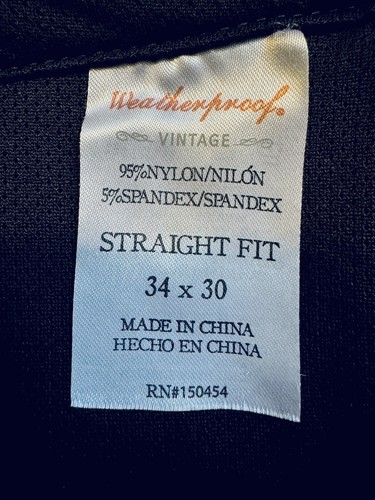 Weatherproof®
VINTAGE
95%NYLON/NILÓN
5%SPANDEX/SPANDEX
STRAIGHT FIT
34 x 30
MADE IN CHINA
HECHO EN CHINA
RN#150454